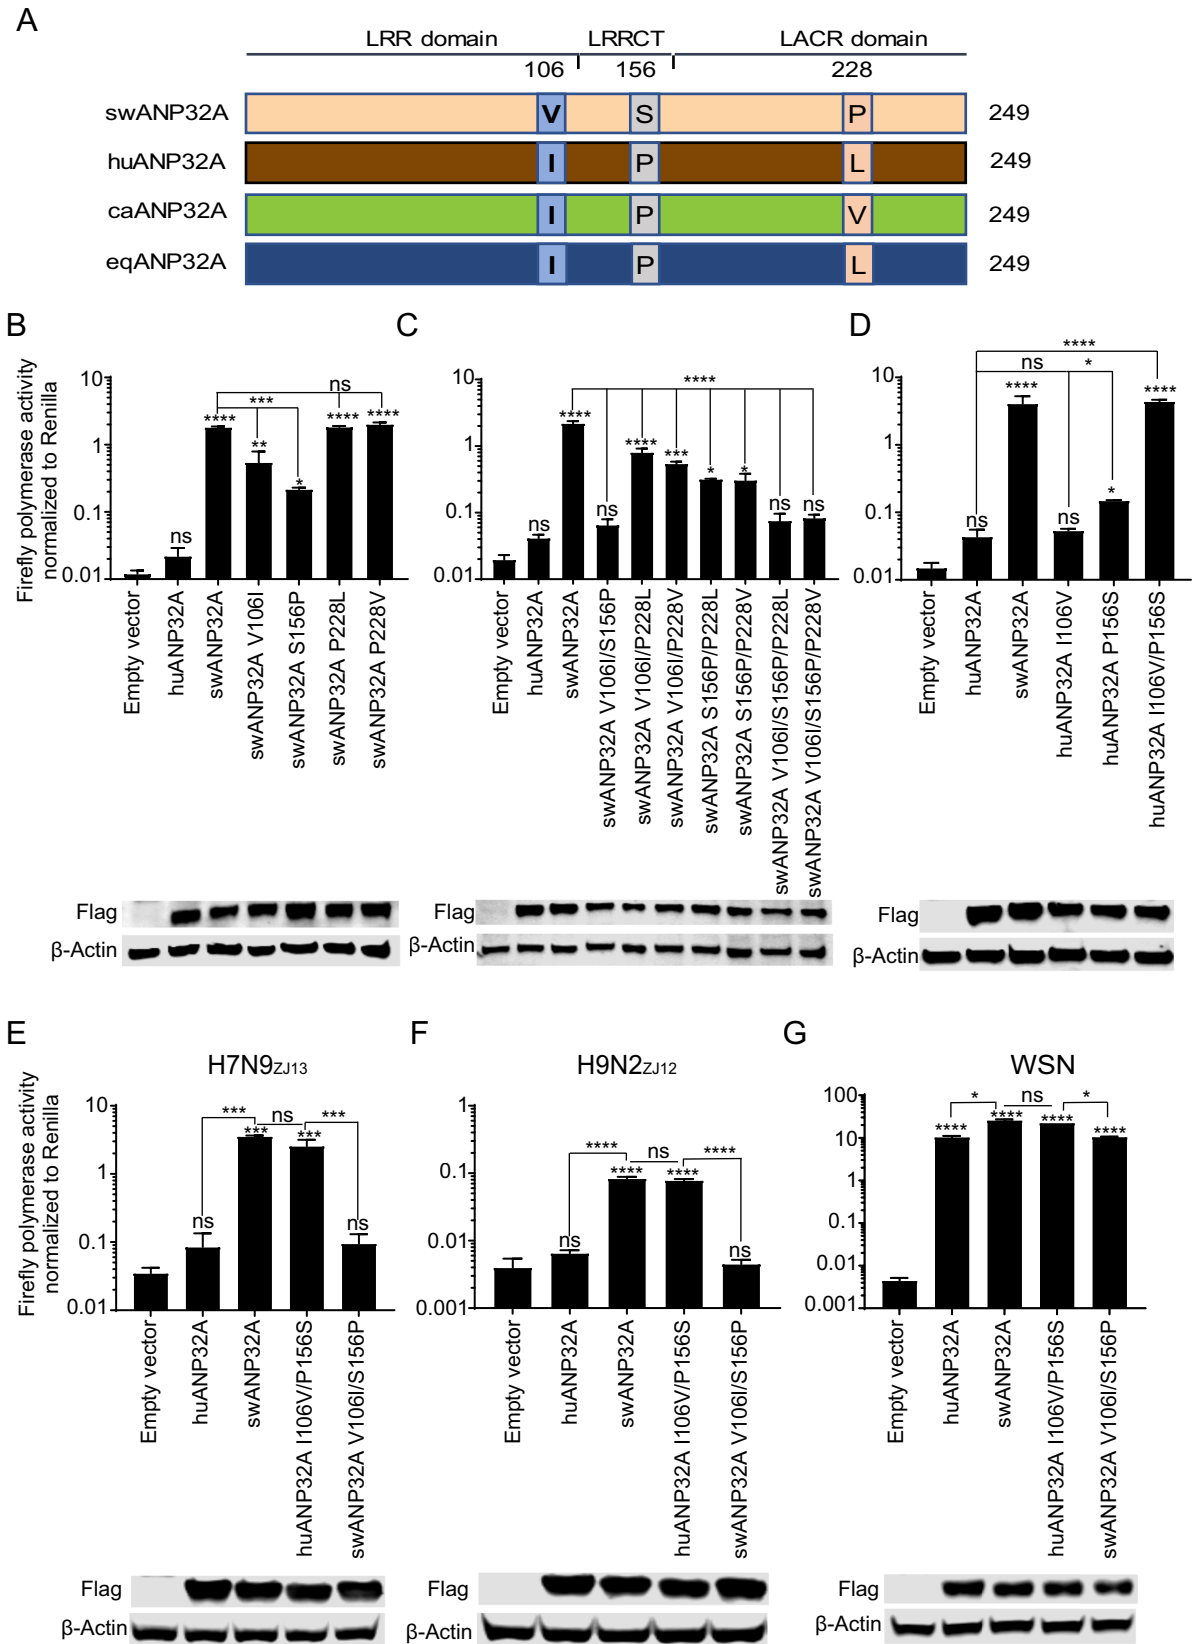 A
LRR domain LRRCT LACR domain
106 156 228
swANP32A V S P 249
huANP32A I P L 249
caANP32A I P V 249
eqANP32A I P L 249
B
Firefly polymerase activity
normalized to Renilla
10
1
0.1
0.01
ns
***
ns
****
**
*
****
****
Empty vector
huANP32A
swANP32A
swANP32A V106I
swANP32A S156P
swANP32A P228L
swANP32A P228V
Flag
β-Actin
C
10
1
0.1
0.01
****
ns
****
ns
****
***
*
*
ns
ns
Empty vector
huANP32A
swANP32A
swANP32A V106I/S156P
swANP32A V106I/P228L
swANP32A V106I/P228V
swANP32A S156P/P228L
swANP32A S156P/P228V
swANP32A V106I/S156P/P228L
swANP32A V106I/S156P/P228V
Flag
β-Actin
D
10
1
0.1
0.01
****
ns *
ns
****
ns
*
****
Empty vector
huANP32A
swANP32A
huANP32A I106V
huANP32A P156S
huANP32A I106V/P156S
Flag
β-Actin
E
H7N9ZJ13
Firefly polymerase activity
normalized to Renilla
10
1
0.1
0.01
*** ns ***
ns
***
***
ns
Empty vector
huANP32A
swANP32A
huANP32A I106V/P156S
swANP32A V106I/S156P
Flag
β-Actin
F
H9N2ZJ12
1
0.1
0.01
0.001
**** ns ****
ns
****
****
ns
Empty vector
huANP32A
swANP32A
huANP32A I106V/P156S
swANP32A V106I/S156P
Flag
β-Actin
G
WSN
100
10
1
0.1
0.01
0.001
* ns *
****
****
****
****
Empty vector
huANP32A
swANP32A
huANP32A I106V/P156S
swANP32A V106I/S156P
Flag
β-Actin